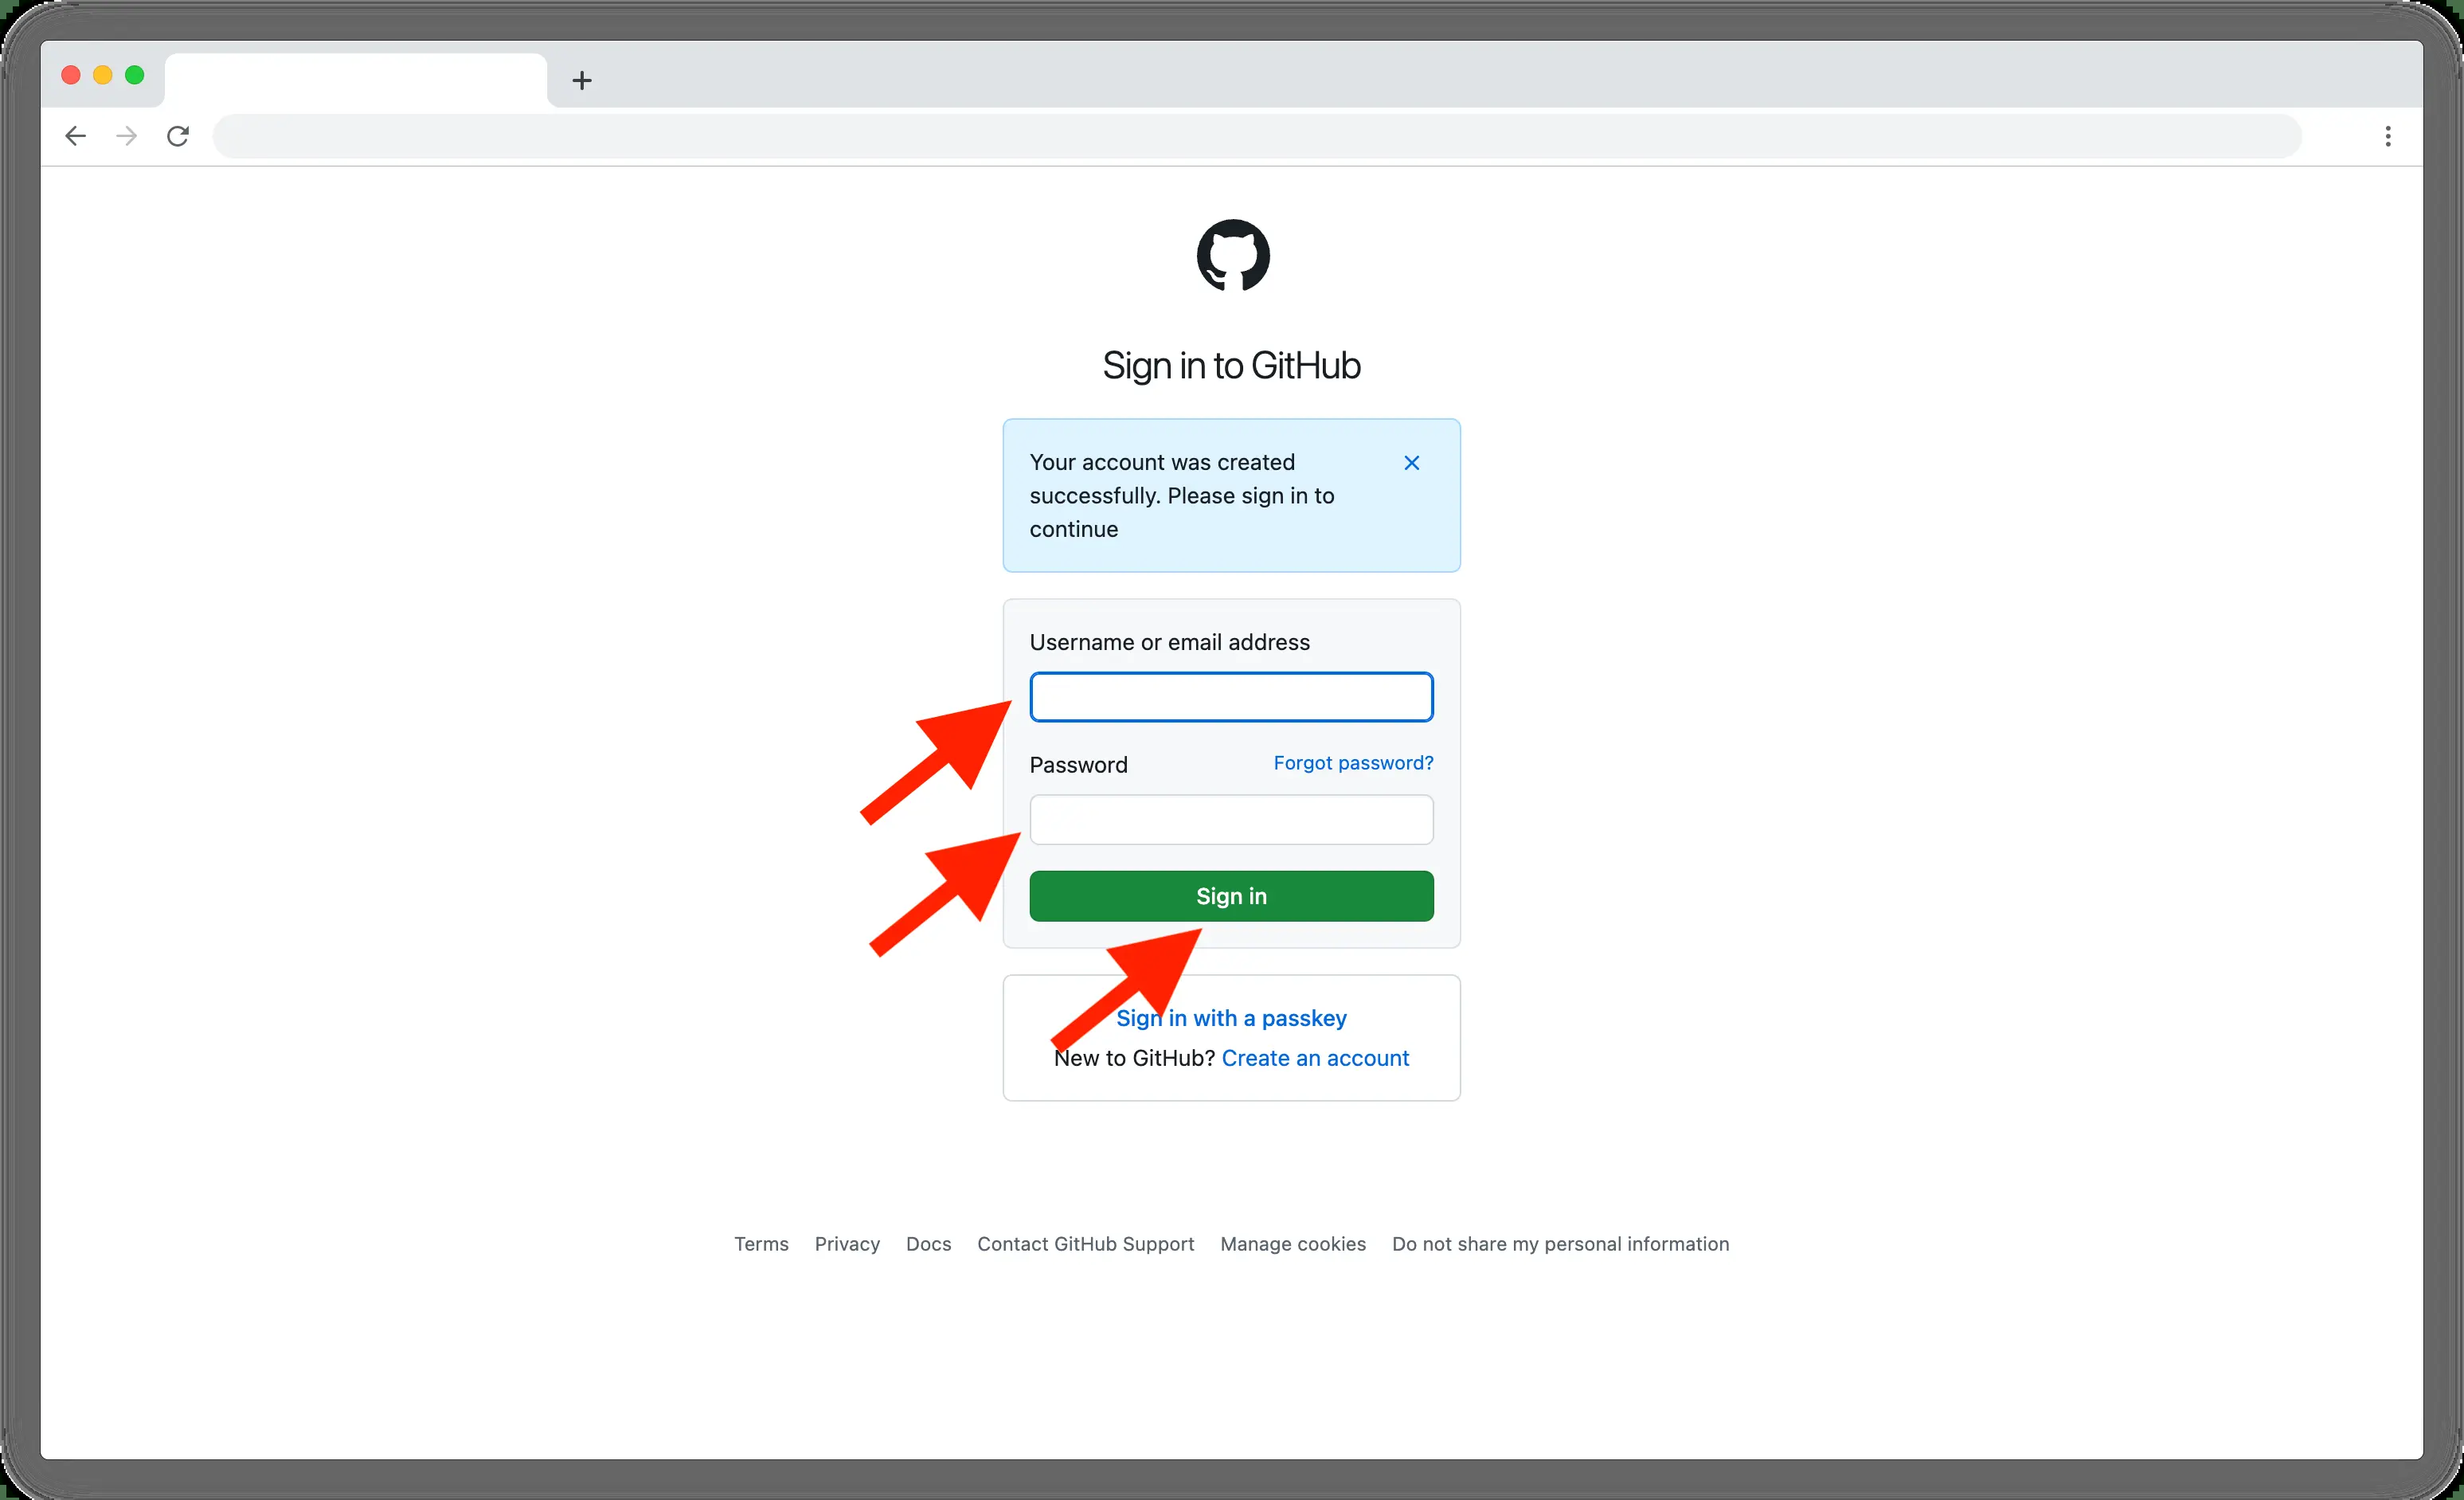 Sign in to GitHub
Your account was created
successfully. Please sign in to
continue
Username or email address
Password Forgot password?
Sign in
Sign in with a passkey
New to GitHub? Create an account
Terms Privacy Docs Contact GitHub Support Manage cookies Do not share my personal information